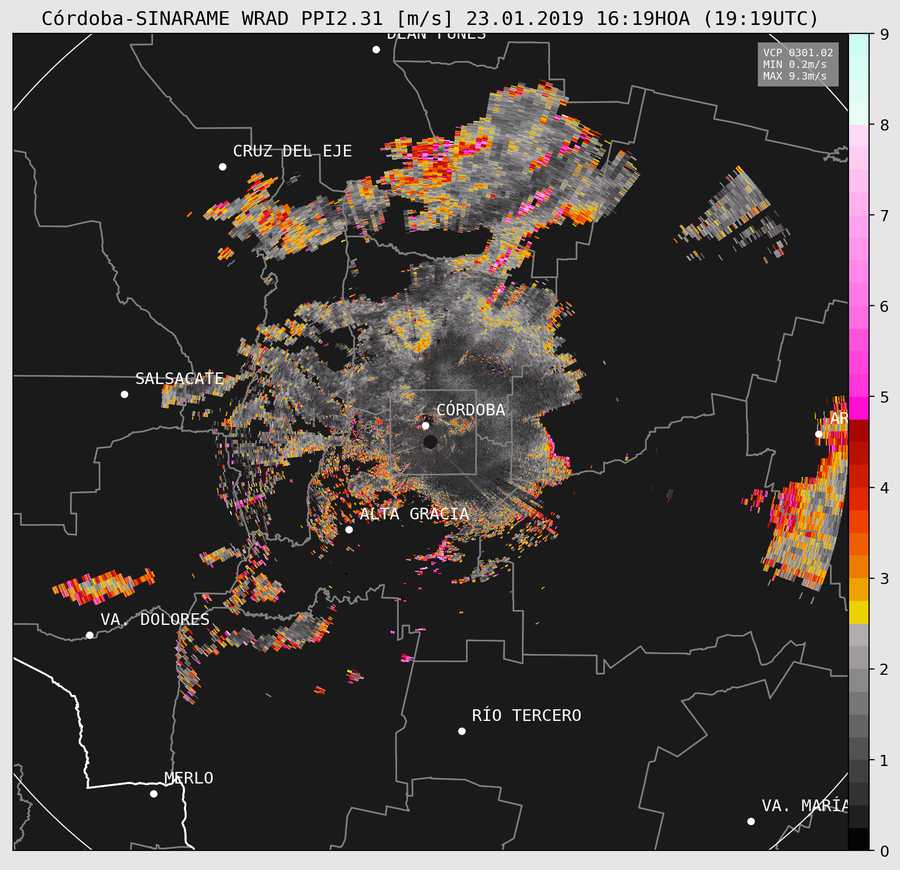 Córdoba-SINARAME WRAD PPI2.31 [m/s] 23.01.2019 16:19HOA (19:19UTC)
DEAN FUNES
VCP 0301.02
MIN 0.2m/s
MAX 9.3m/s
CRUZ DEL EJE
SALSACATE
CÓRDOBA
AR
ALTA GRACIA
VA. DOLORES
RÍO TERCERO
MERLO
VA. MARÍA
9
8
7
6
5
4
3
2
1
0